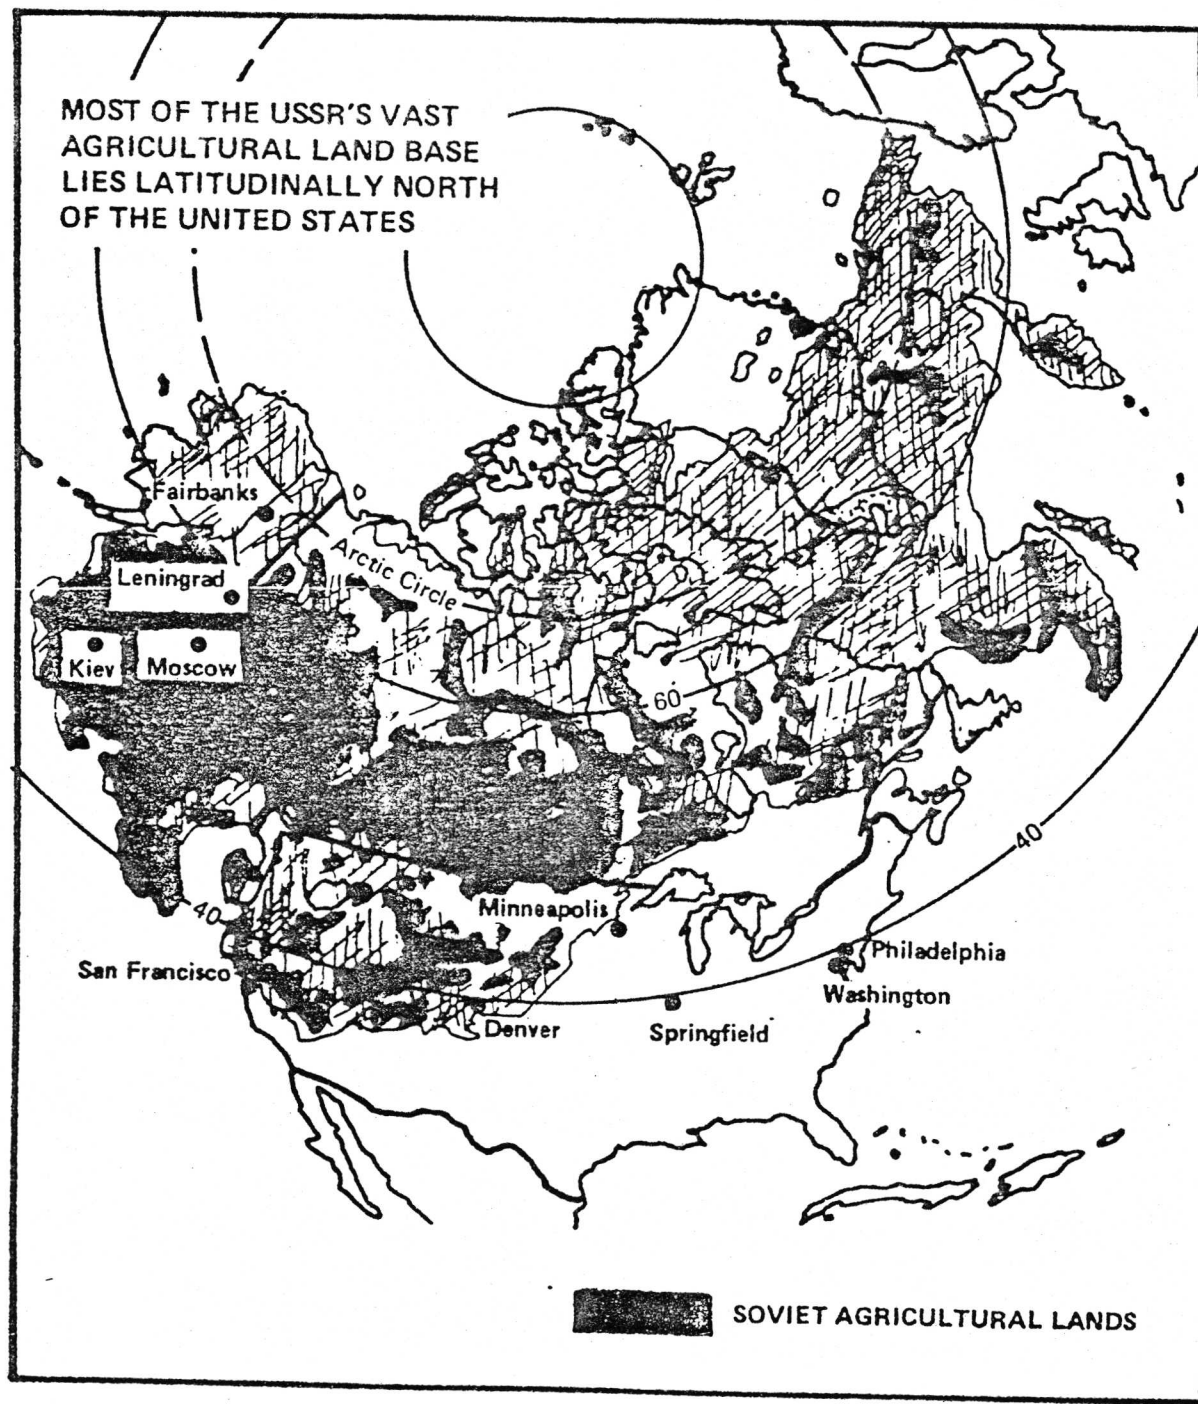 MOST OF THE USSR'S VAST
AGRICULTURAL LAND BASE
LIES LATITUDINALLY NORTH
OF THE UNITED STATES
Fairbanks
Arctic Circle
Leningrad
Kiev
Moscow
60
40
40
Minneapolis
San Francisco
Philadelphia
Washington
Denver
Springfield
SOVIET AGRICULTURAL LANDS